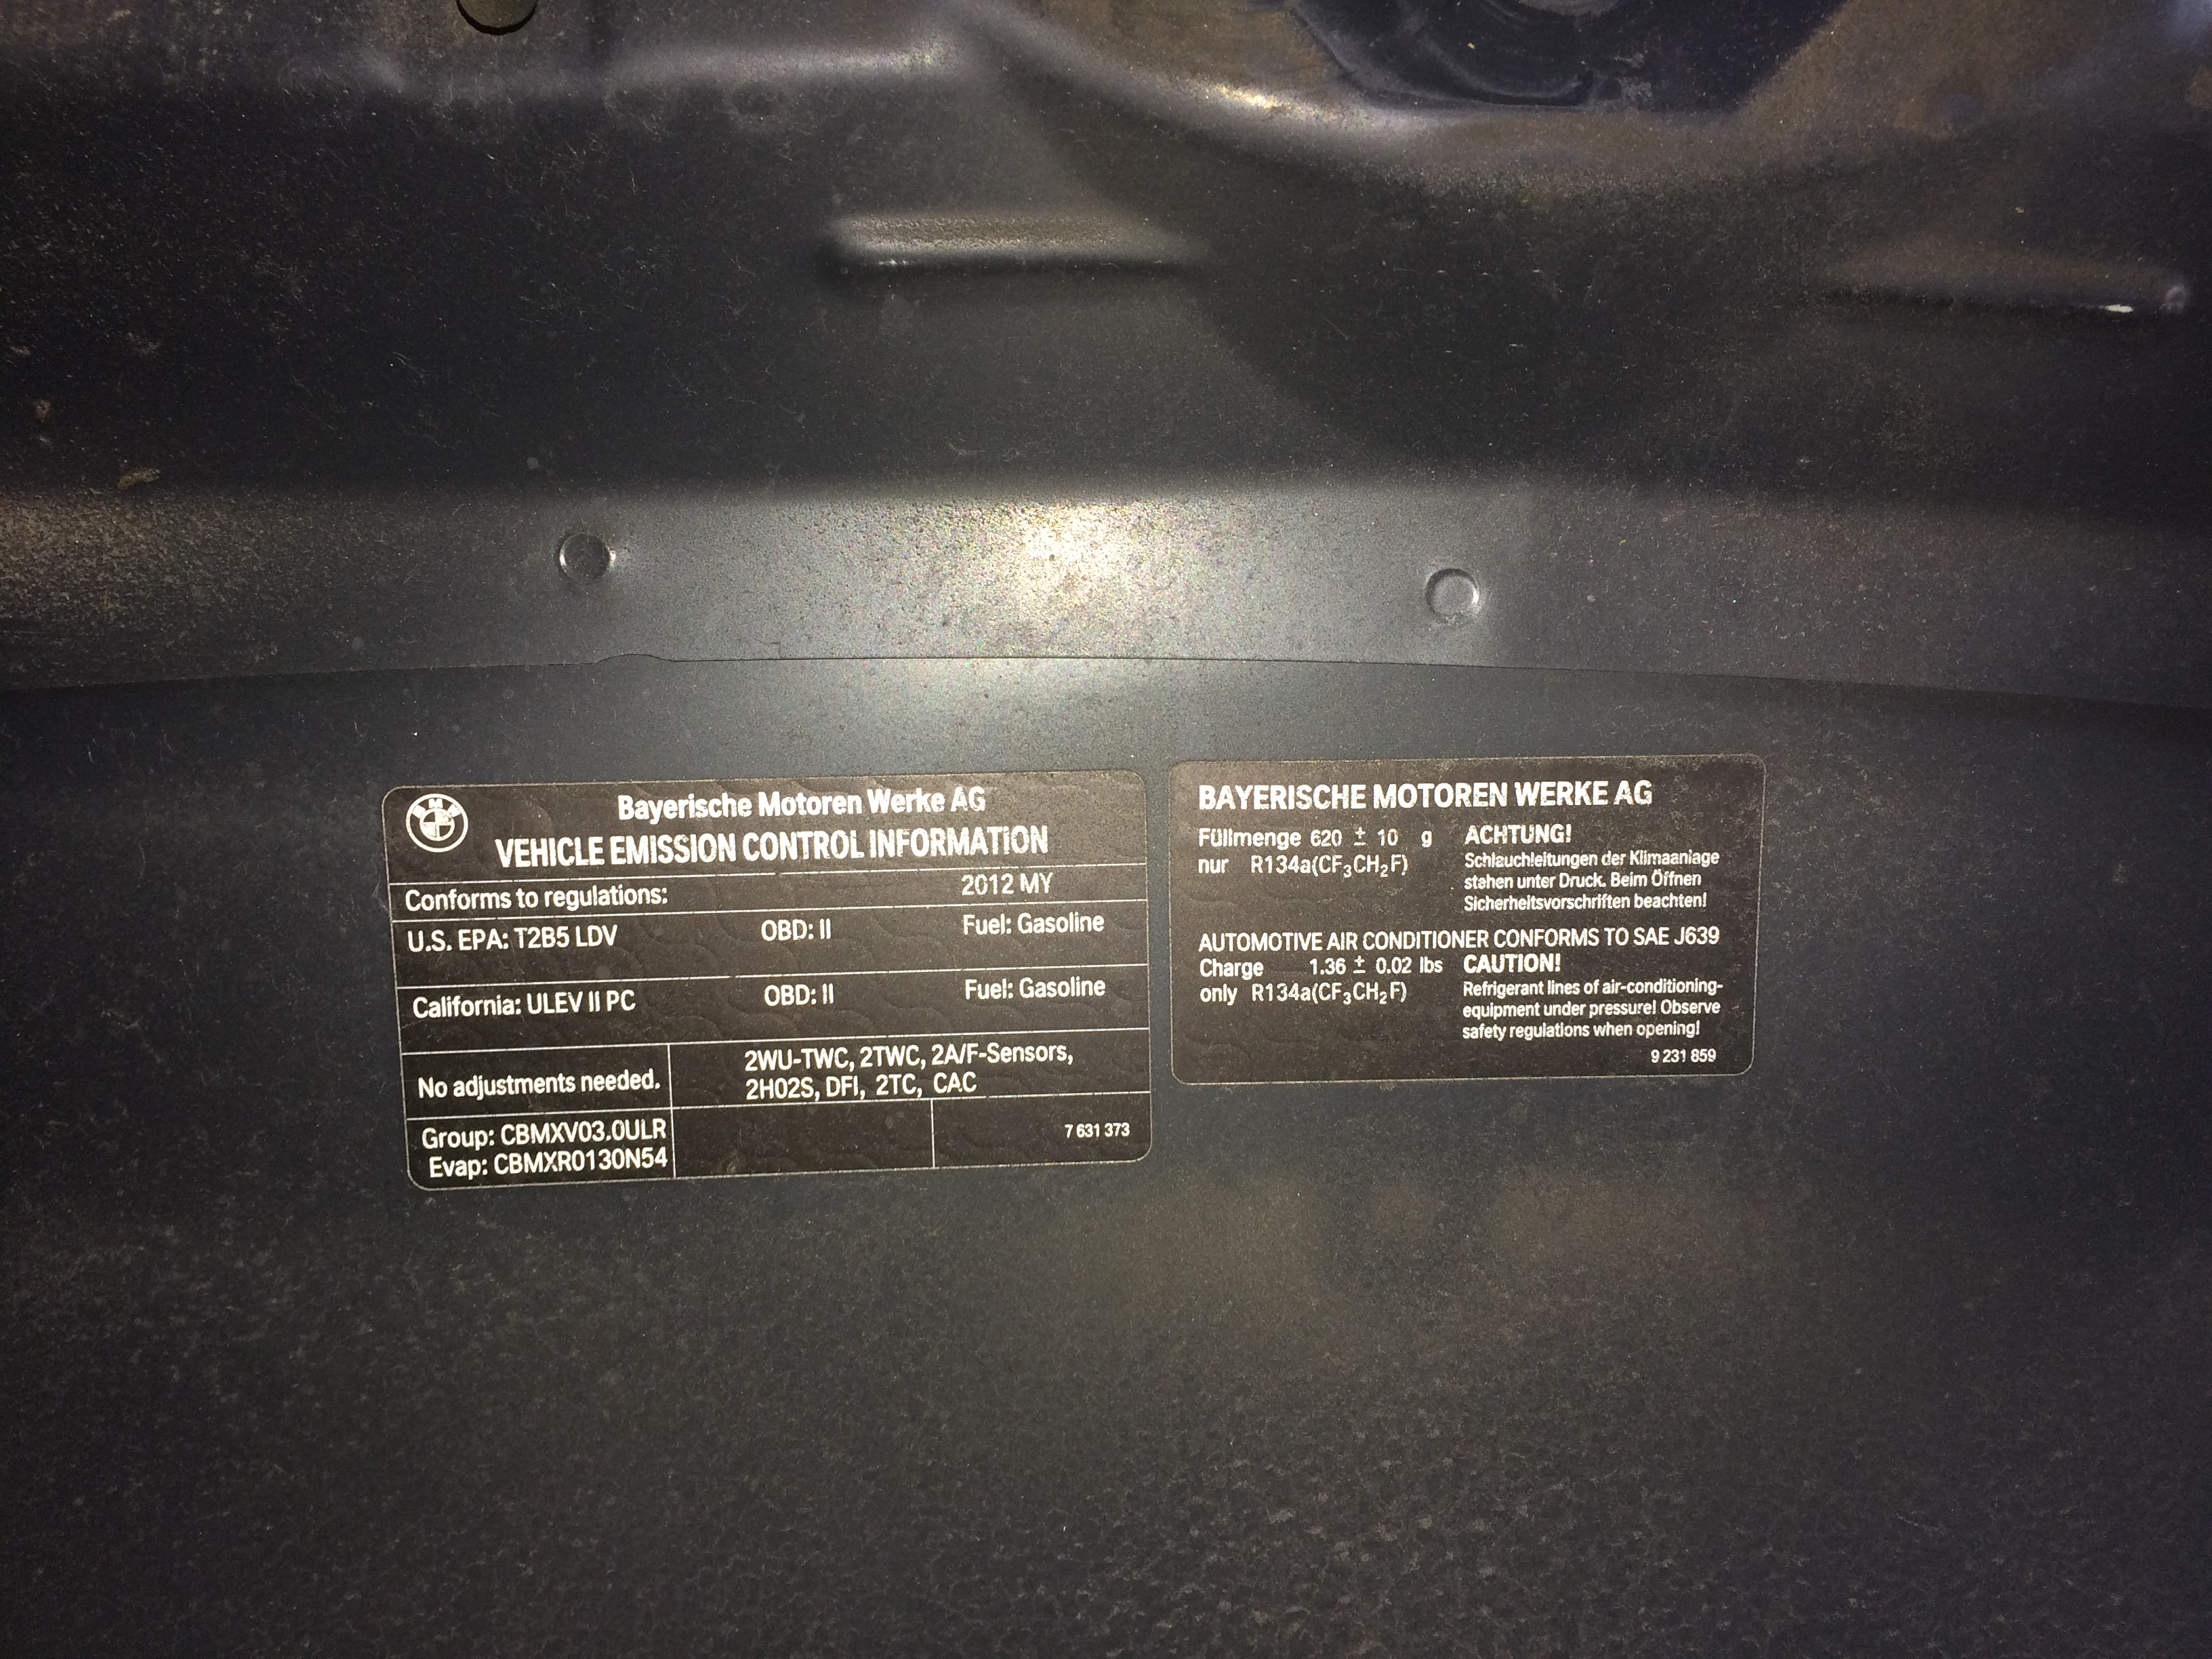 Bayerische Motoren Werke AG
VEHICLE EMISSION CONTROL INFORMATION
Conforms to regulations: 2012 MY
U.S. EPA: T2B5 LDV OBD: II Fuel: Gasoline
California: ULEV II PC OBD: II Fuel: Gasoline
No adjustments needed.
2WU-TWC, 2TWC, 2A/F-Sensors,
2HO2S, DFI, 2TC, CAC
Group: CBMXV03.0ULR
Evap: CBMXR0130N54
7 631 373
BAYERISCHE MOTOREN WERKE AG
Füllmenge 620 ± 10 g
nur R134a(CF₃CH₂F)
ACHTUNG!
Schlauchleitungen der Klimaanlage
stehen unter Druck. Beim Öffnen
Sicherheitsvorschriften beachten!
AUTOMOTIVE AIR CONDITIONER CONFORMS TO SAE J639
Charge 1.36 ± 0.02 lbs
only R134a(CF₃CH₂F)
CAUTION!
Refrigerant lines of air-conditioning-
equipment under pressure! Observe
safety regulations when opening!
9 231 859